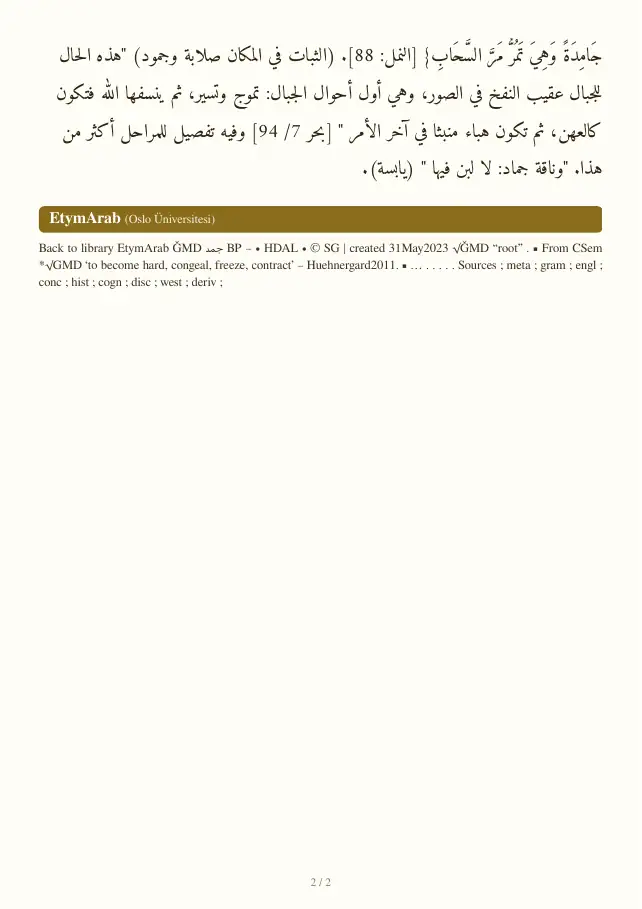 جَامِدَةً وَهِيَ تَمُرُّ مَرَّ السَّحَابِ} [النمل: 88]. (الثبات في المكان صلابة وجمود) "هذه الحال
للجبال عقيب النفخ في الصور، وهي أول أحوال الجبال: تموج وتسير، ثم ينسفها الله فتكون
كالعهن، ثم تكون هباء منبثا في آخر الأمر " [بحر 7/ 94] وفيه تفصيل للمراحل أكثر من
هذا. "وناقة جماد: لا لبن فيها " (يابسة).
EtymArab (Oslo Üniversitesi)
Back to library EtymArab ǦMD جمد BP – • HDAL • © SG | created 31May2023 √ǦMD “root” . ▪ From CSem
*√GMD ‘to become hard, congeal, freeze, contract’ – Huehnergard2011. ▪ … . . . . . Sources ; meta ; gram ; engl ;
conc ; hist ; cogn ; disc ; west ; deriv ;
2 / 2